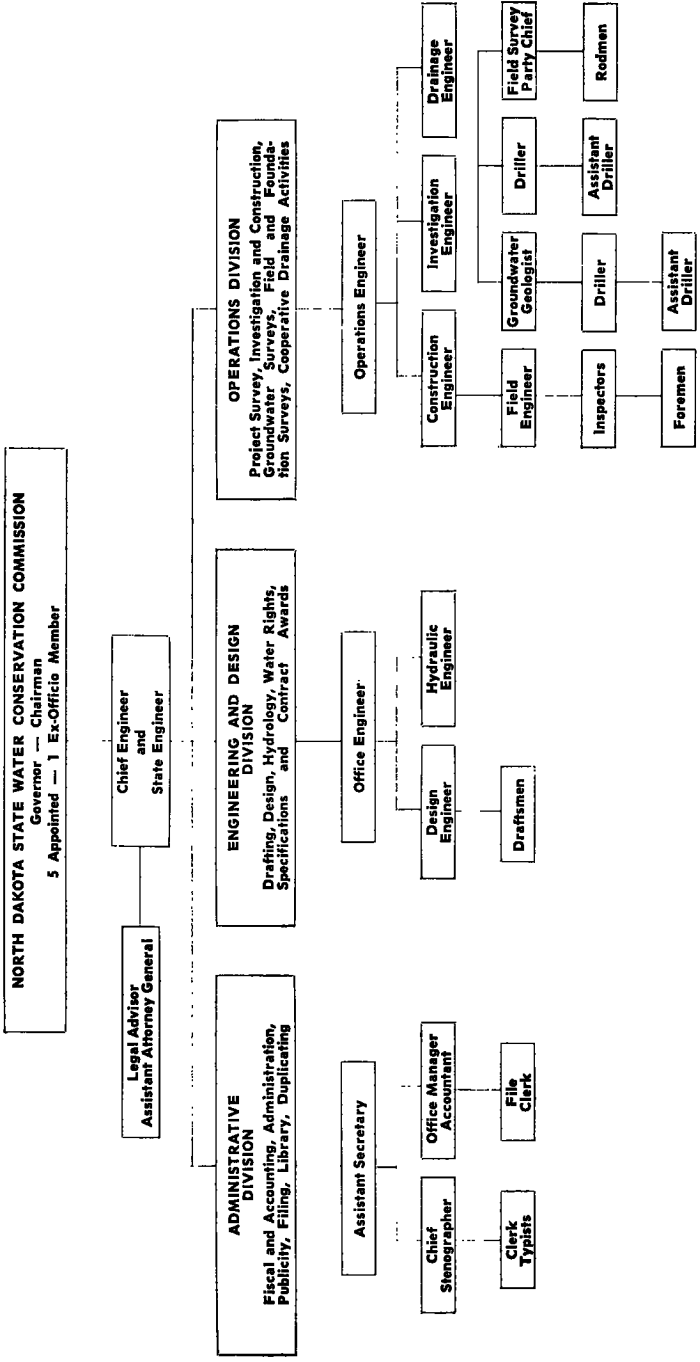 NORTH DAKOTA STATE WATER CONSERVATION COMMISSION
Governor — Chairman
5 Appointed — 1 Ex-Officio Member
Legal Advisor
Assistant Attorney General
Chief Engineer
and
State Engineer
ADMINISTRATIVE
DIVISION
Fiscal and Accounting, Administration,
Publicity, Filing, Library, Duplicating
ENGINEERING AND DESIGN
DIVISION
Drafting, Design, Hydrology, Water Rights,
Specifications and Contract Awards
OPERATIONS DIVISION
Project Survey, Investigation and Construction,
Groundwater Surveys, Field and Founda-
tion Surveys, Cooperative Drainage Activities
Assistant Secretary
Office Engineer
Operations Engineer
Chief
Stenographer
Office Manager
Accountant
Design
Engineer
Hydraulic
Engineer
Construction
Engineer
Investigation
Engineer
Drainage
Engineer
Clerk
Typists
File
Clerk
Draftsmen
Field
Engineer
Groundwater
Geologist
Driller
Field Survey
Party Chief
Inspectors
Driller
Assistant
Driller
Rodmen
Foremen
Assistant
Driller